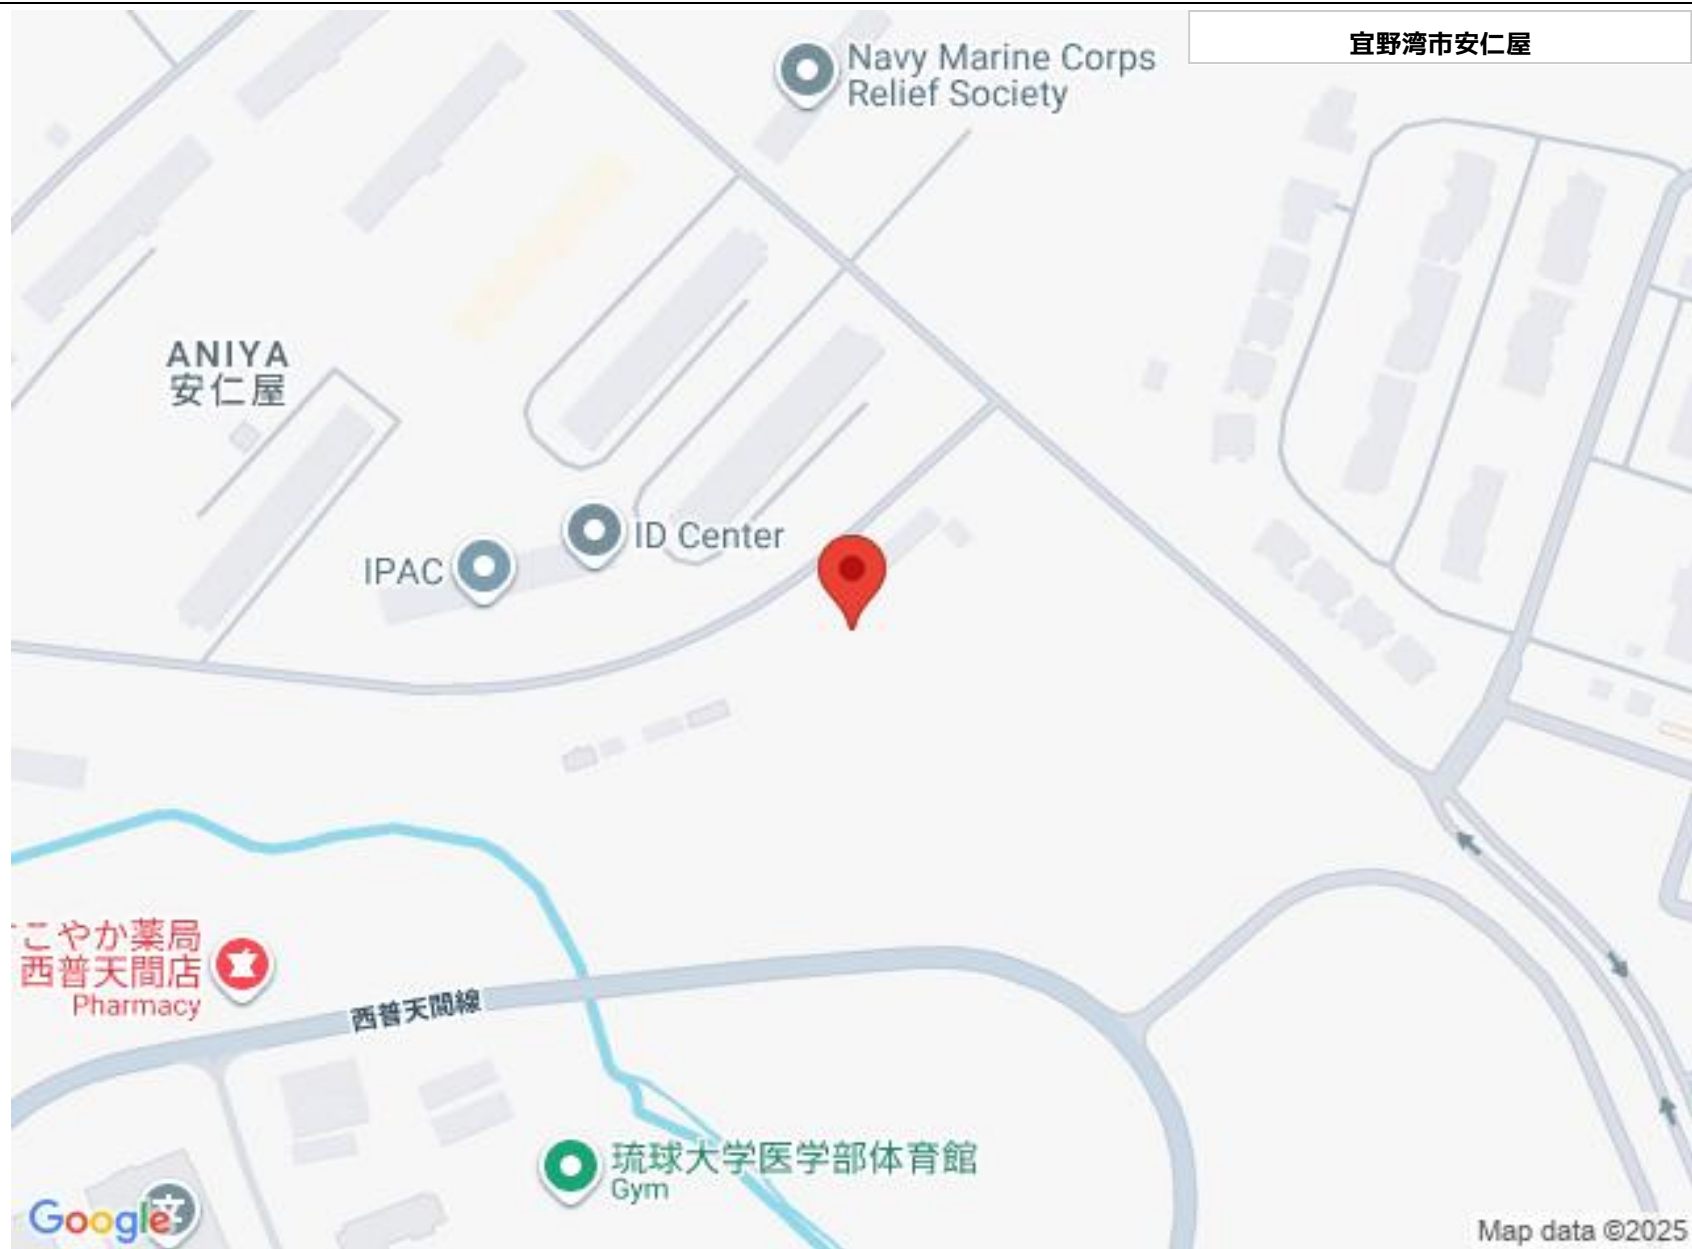 宜野湾市安仁屋
Navy Marine Corps
Relief Society
ANIYA
安仁屋
ID Center
IPAC
こやか薬局
西普天間店
Pharmacy
西普天間線
琉球大学医学部体育館
Gym
文
Google
Map data ©2025